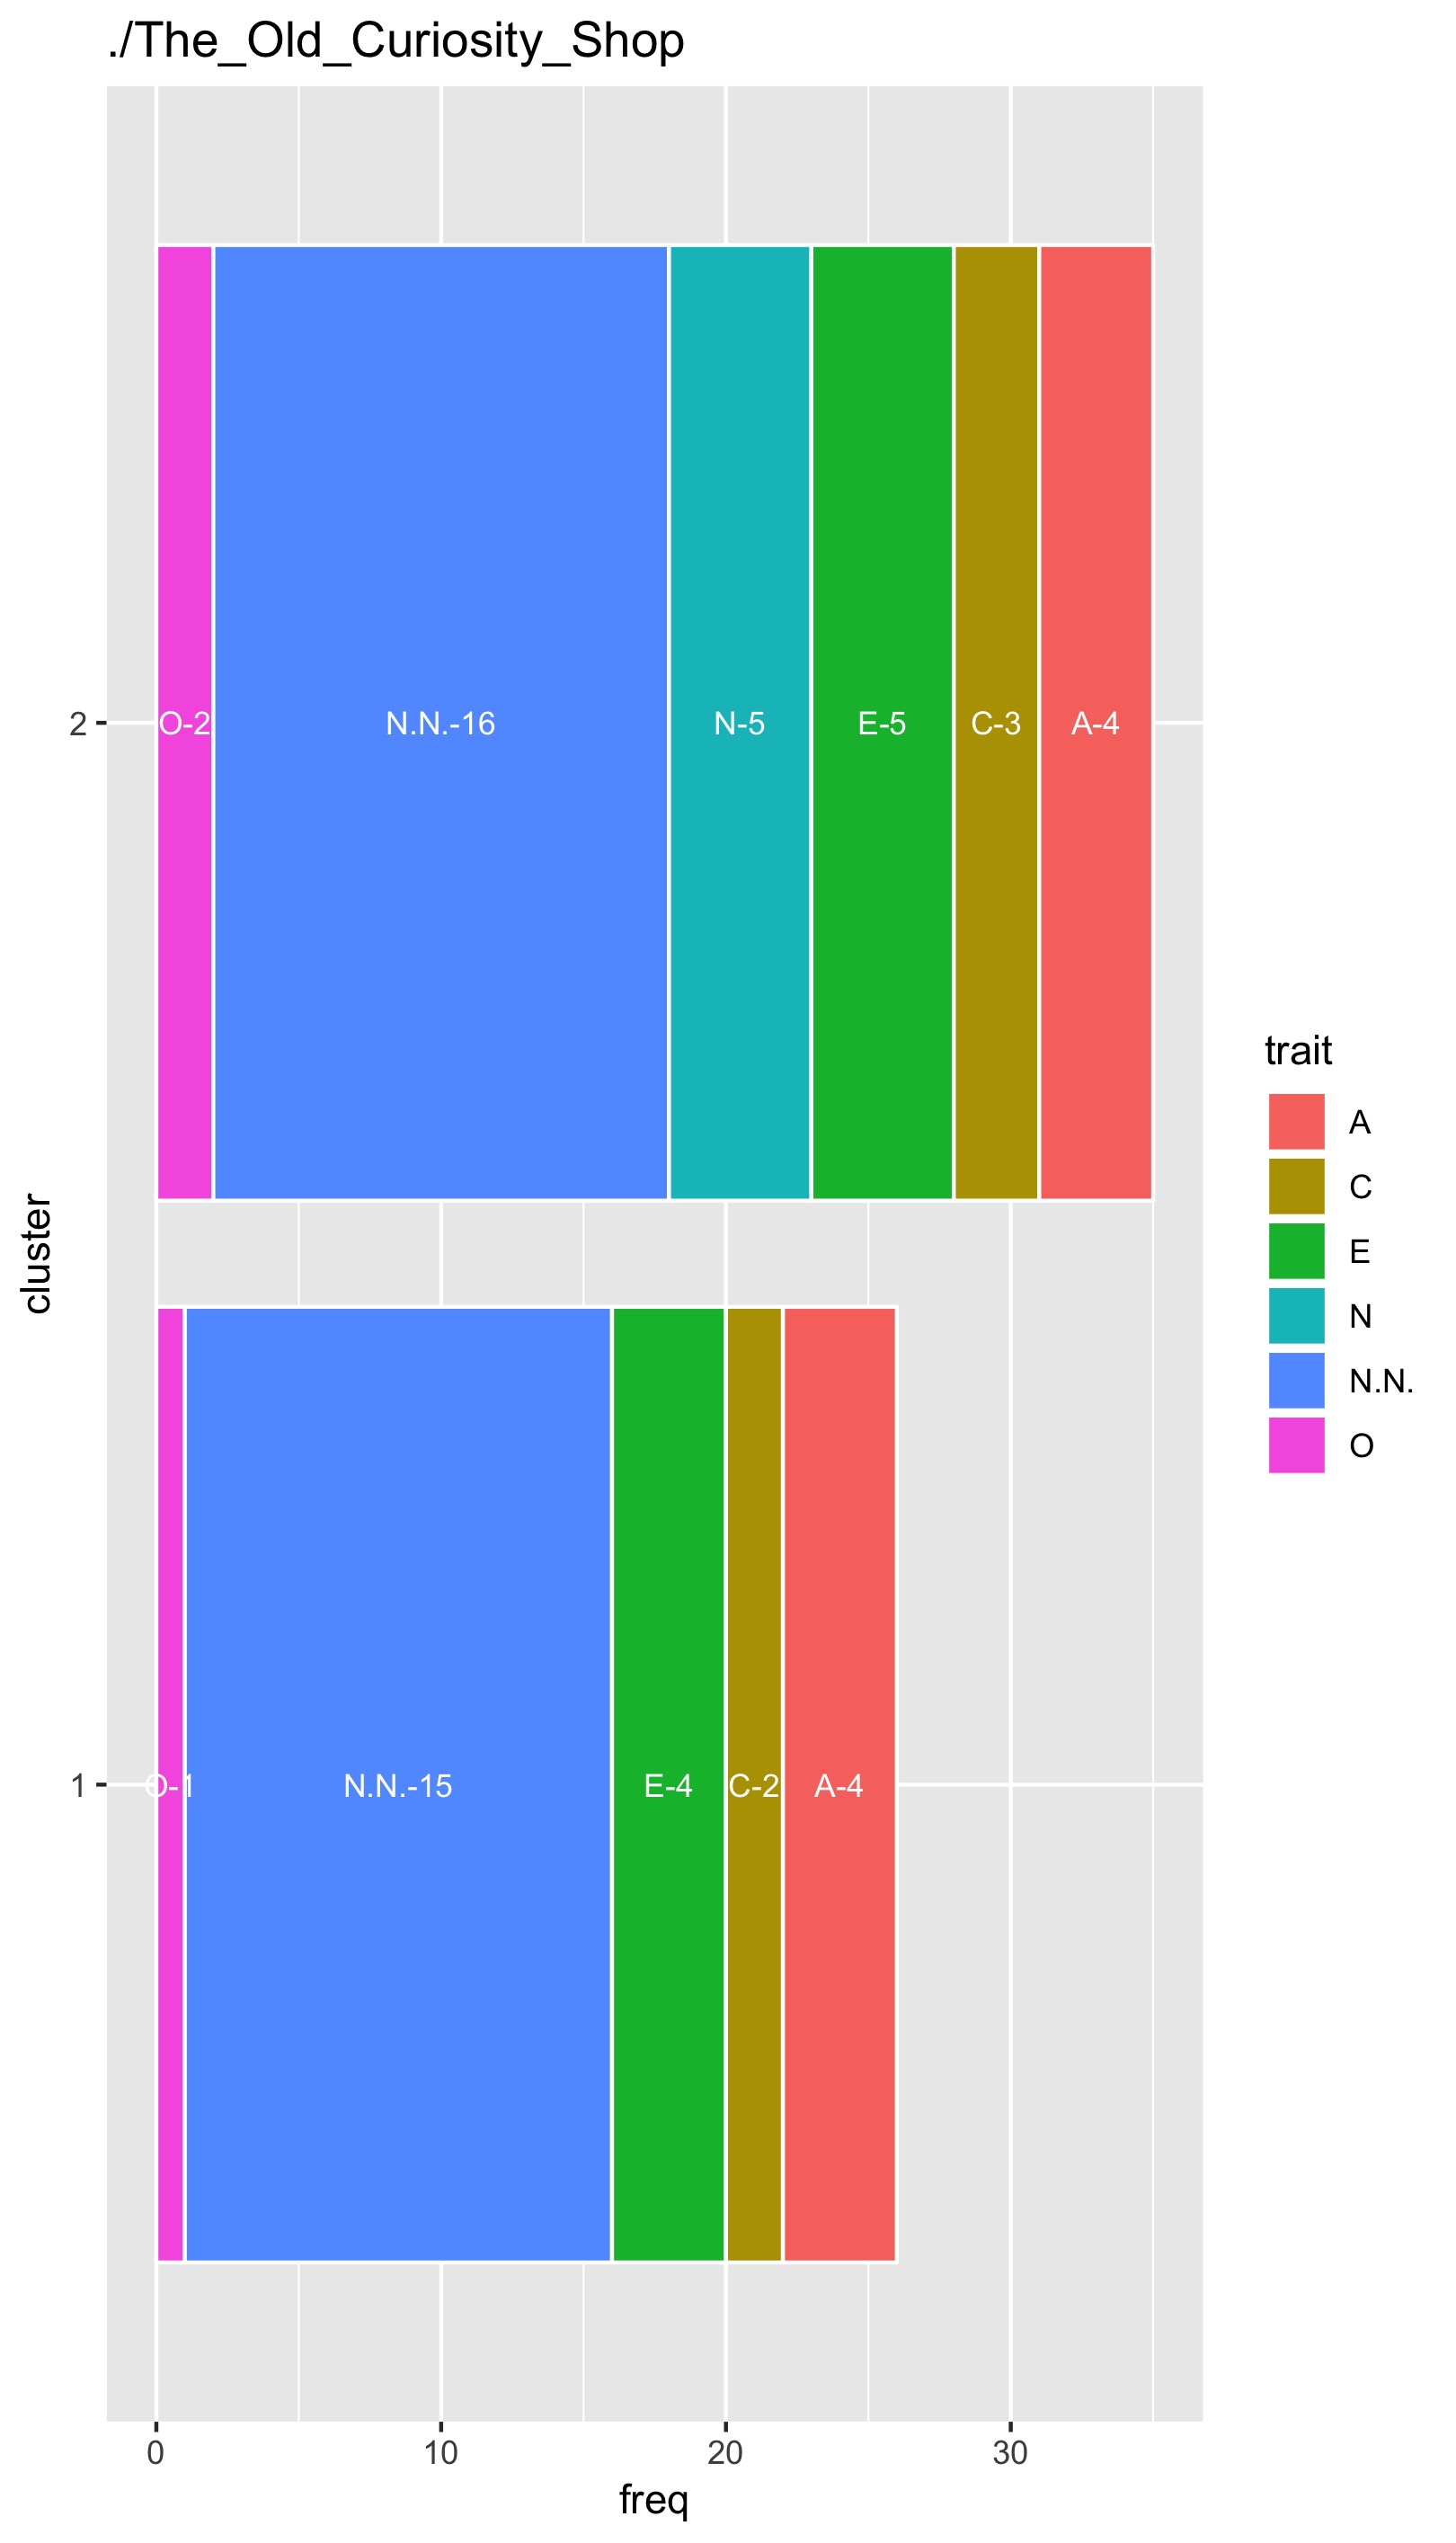 ./The_Old_Curiosity_Shop
2
O-2 N.N.-16 N-5 E-5 C-3 A-4
cluster
1
O-1 N.N.-15 E-4 C-2 A-4
0 10 20 30
freq
trait
A
C
E
N
N.N.
O